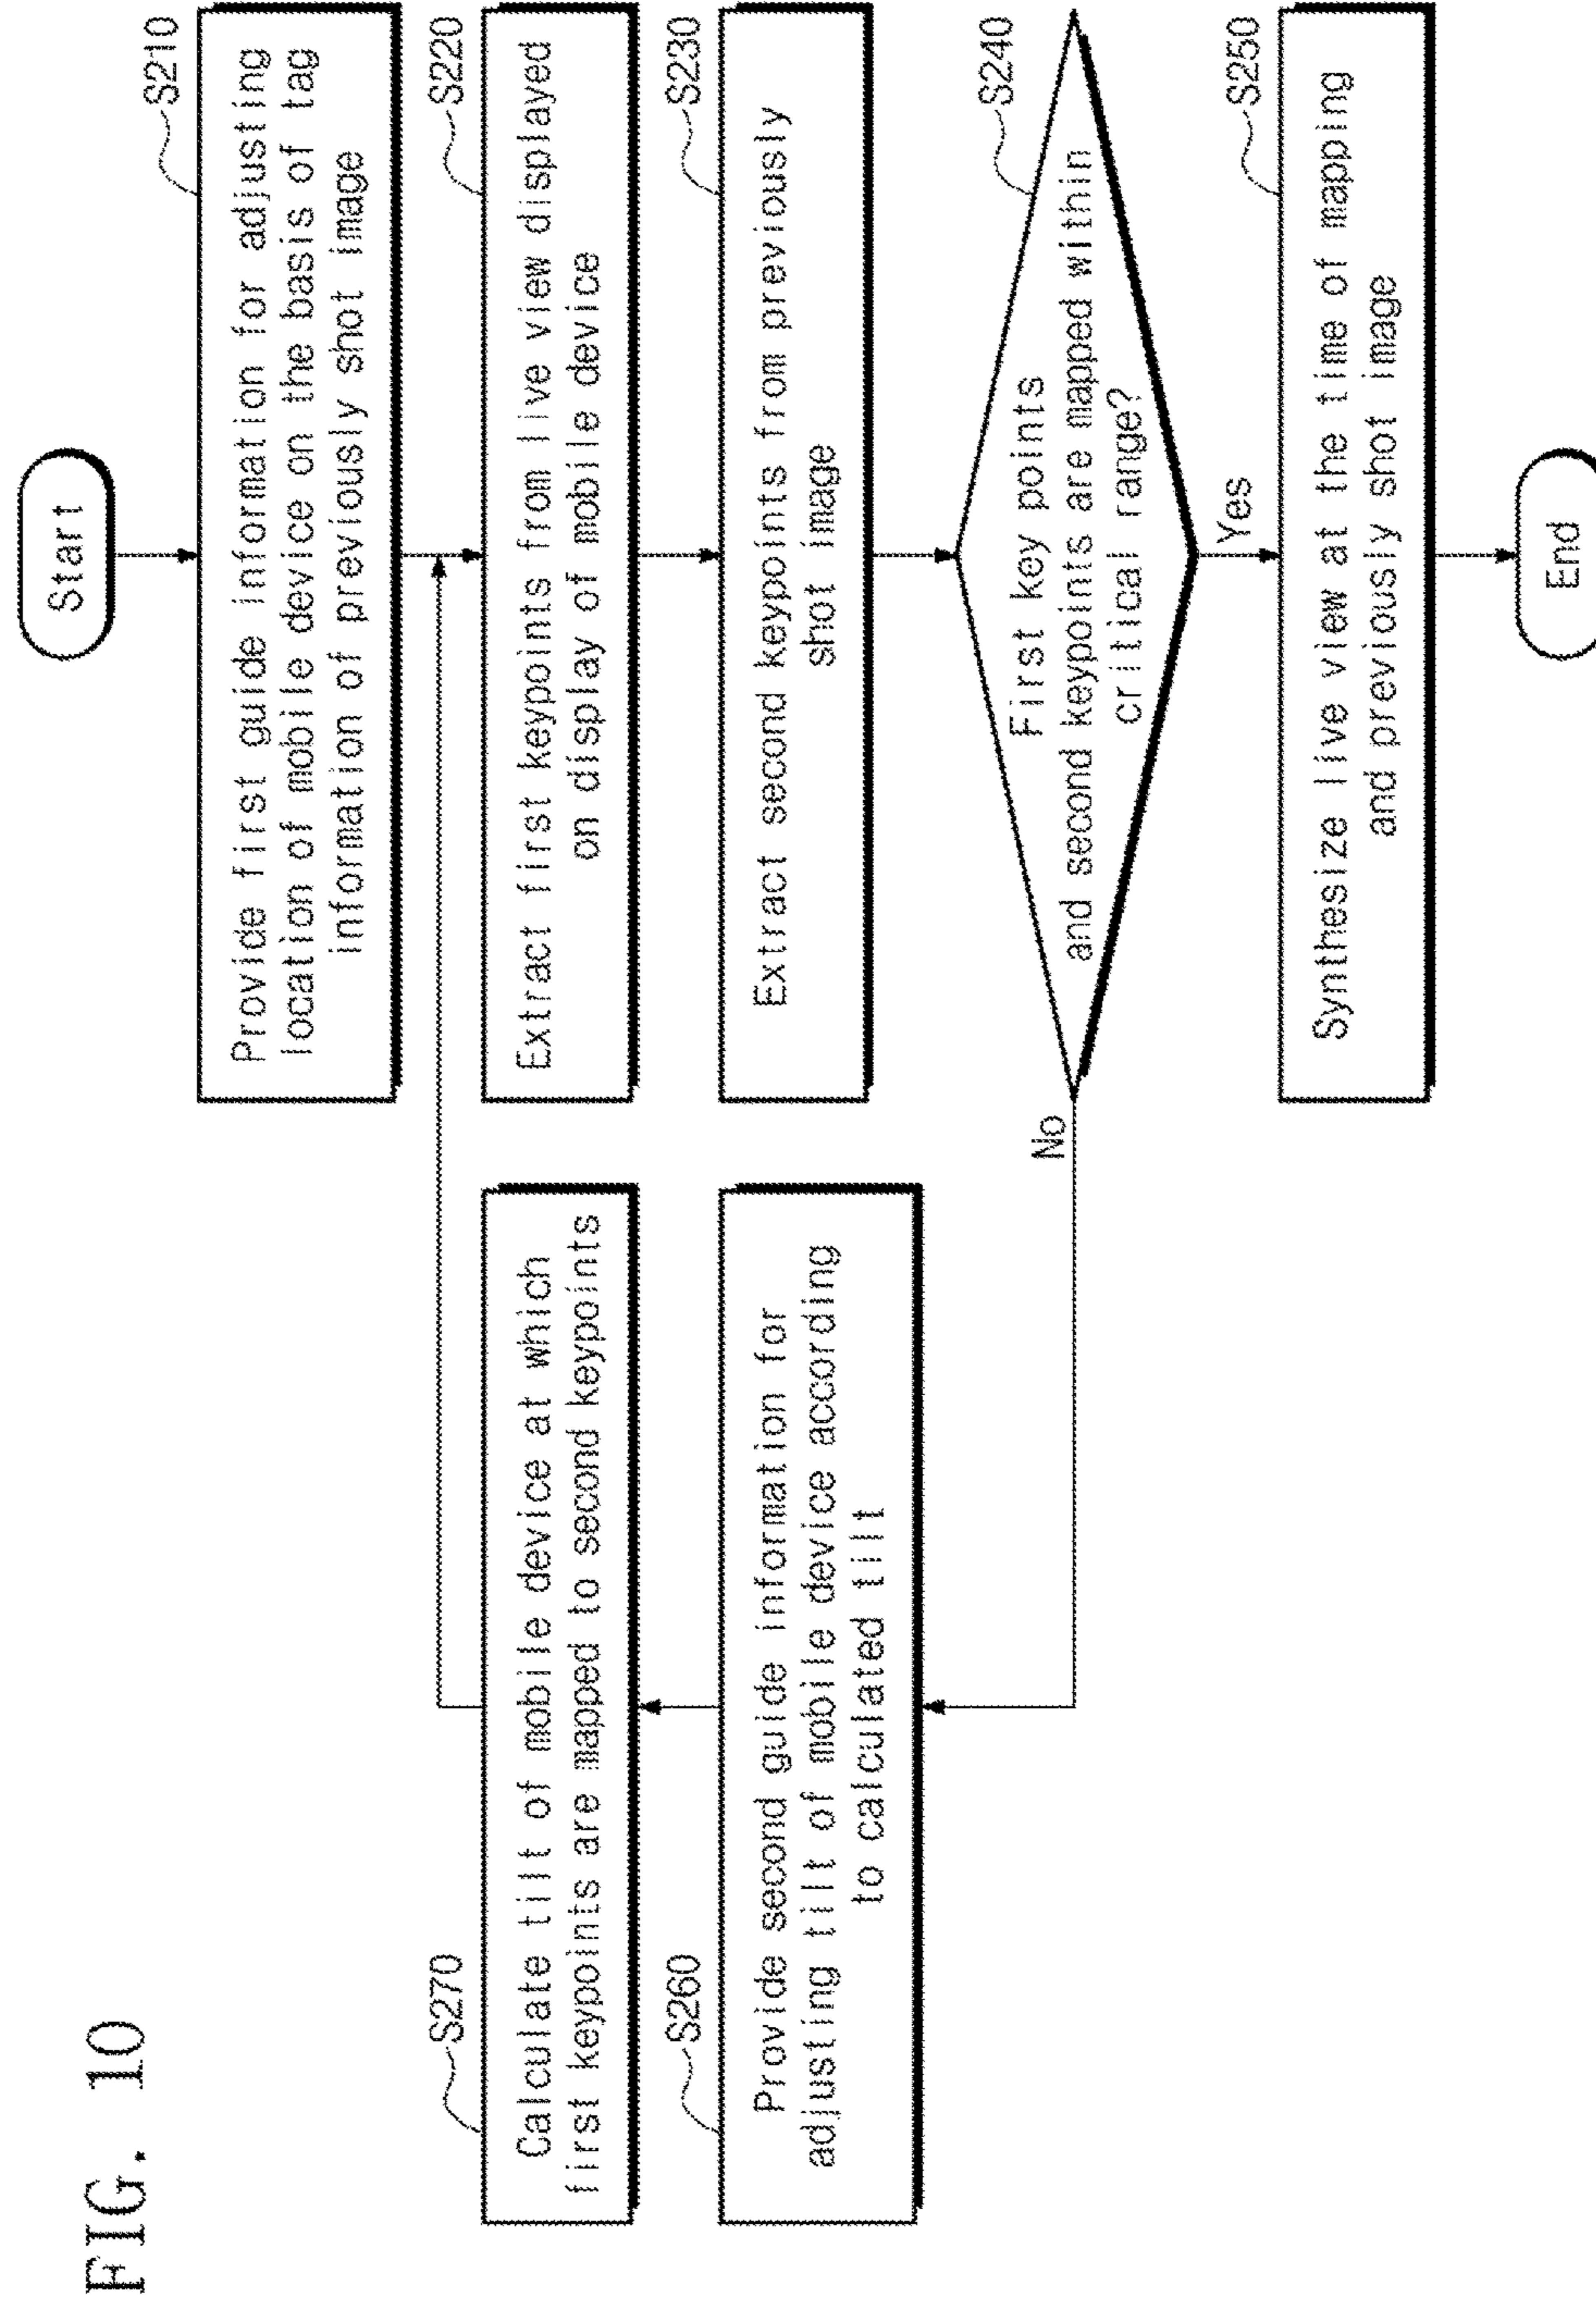 FIG. 10
Start
S210
Provide first guide information for adjusting
location of mobile device on the basis of tag
information of previously shot image
S220
Extract first keypoints from live view displayed
on display of mobile device
S230
Extract second keypoints from previously
shot image
S240
First key points
and second keypoints are mapped within
critical range?
No
Yes
S250
Synthesize live view at the time of mapping
and previously shot image
End
S270
Calculate tilt of mobile device at which
first keypoints are mapped to second keypoints
S260
Provide second guide information for
adjusting tilt of mobile device according
to calculated tilt